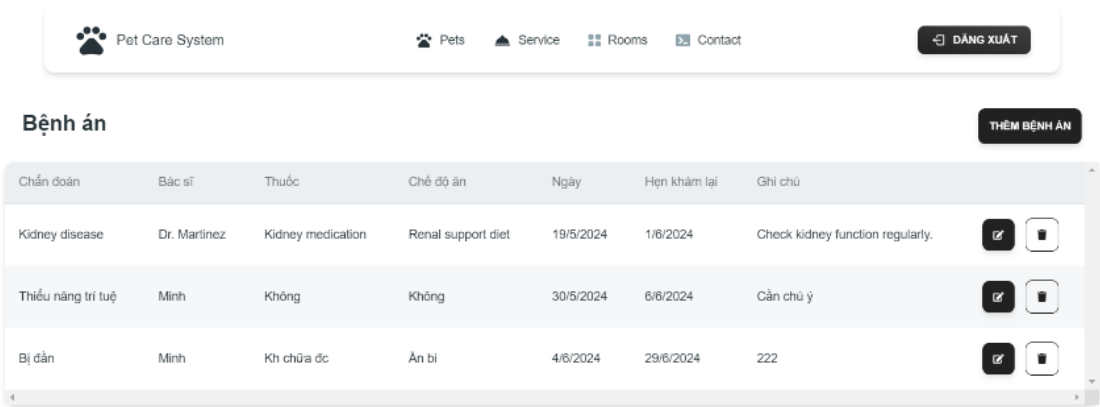 Pet Care System Pets Service Rooms Contact ĐĂNG XUẤT
Bệnh án THÊM BỆNH ÁN
Chẩn đoán Bác sĩ Thuốc Chế độ ăn Ngày Hẹn khám lại Ghi chú
Kidney disease Dr. Martinez Kidney medication Renal support diet 19/5/2024 1/6/2024 Check kidney function regularly.
Thiểu năng trí tuệ Minh Không Không 30/5/2024 6/6/2024 Cần chú ý
Bị đần Minh Kh chữa đc Ăn bi 4/6/2024 29/6/2024 222